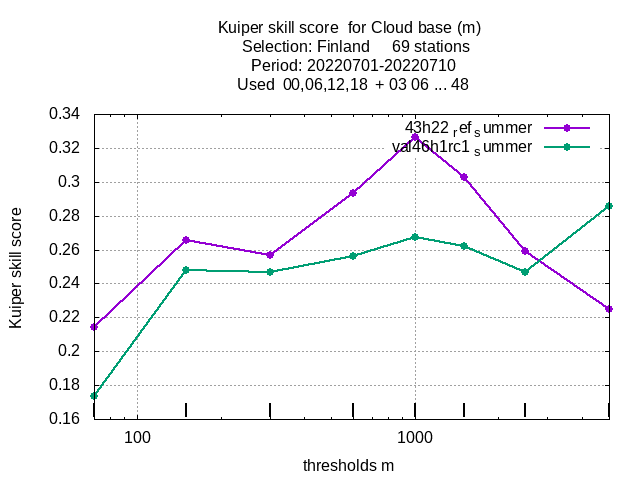 Kuiper skill score for Cloud base (m)
Selection: Finland 69 stations
Period: 20220701-20220710
Used 00,06,12,18 + 03 06 ... 48
43h22 ref summer
val46h1rc1 summer
0.34
0.32
0.3
0.28
0.26
0.24
0.22
0.2
0.18
0.16
Kuiper skill score
100
1000
thresholds m